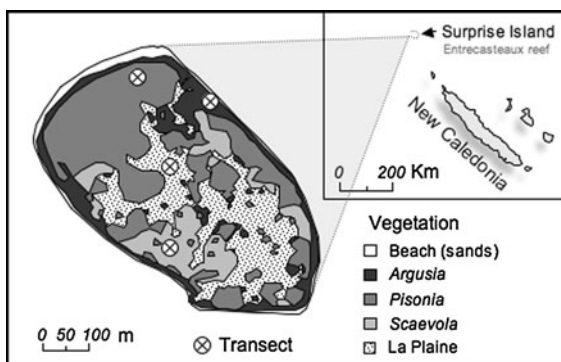 Surprise Island
Entrecasteaux reef
New Caledonia
0 200 Km
Vegetation
Beach (sands)
Argusia
Pisonia
Scaevola
La Plaine
0 50 100 m
Transect